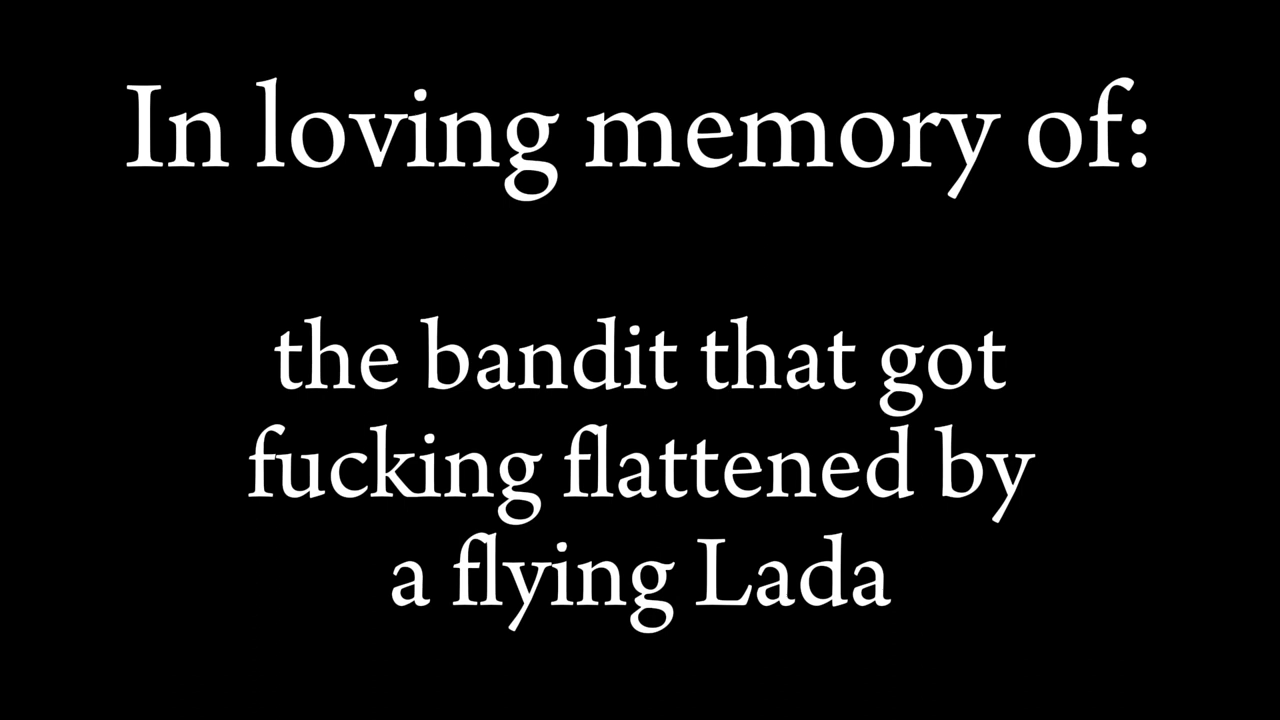 In loving memory of:
the bandit that got
fucking flattened by
a flying Lada